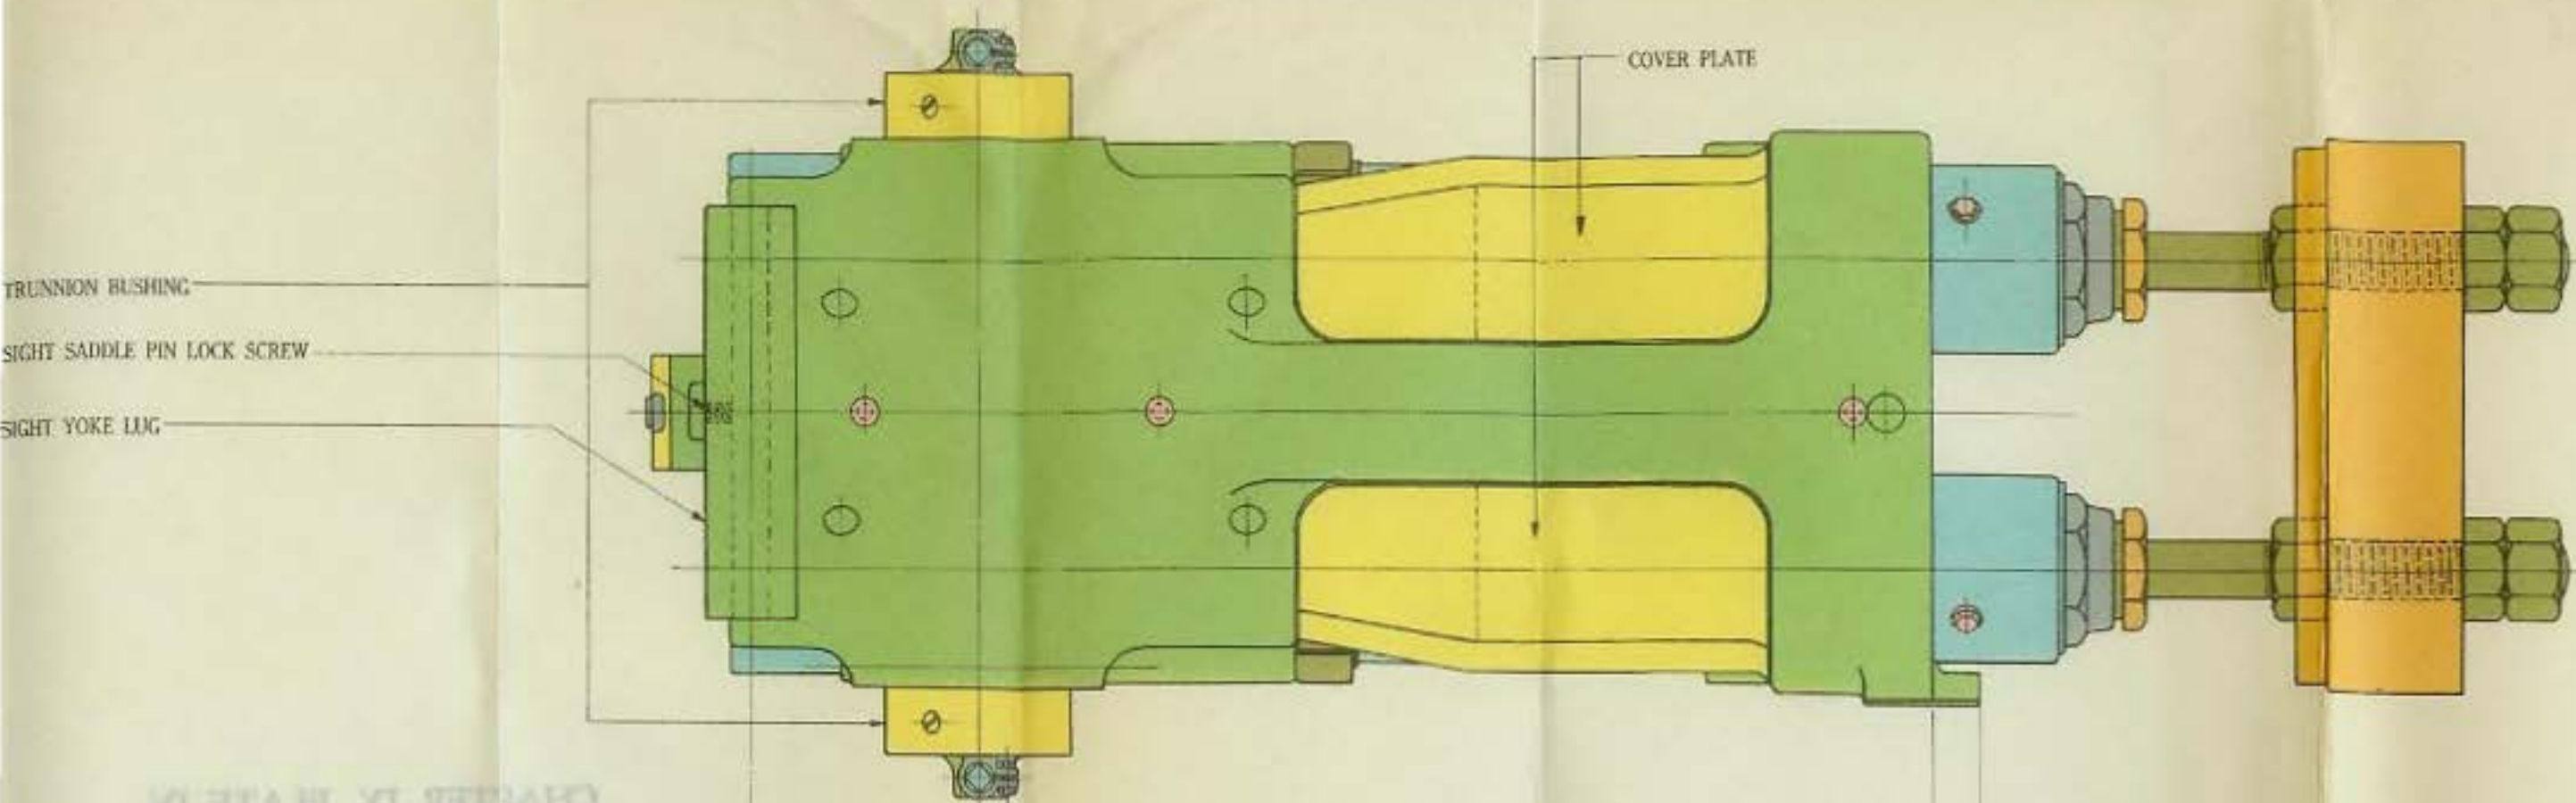 COVER PLATE
TRUNNION BUSHING
SIGHT SADDLE PIN LOCK SCREW
SIGHT YOKE LUG